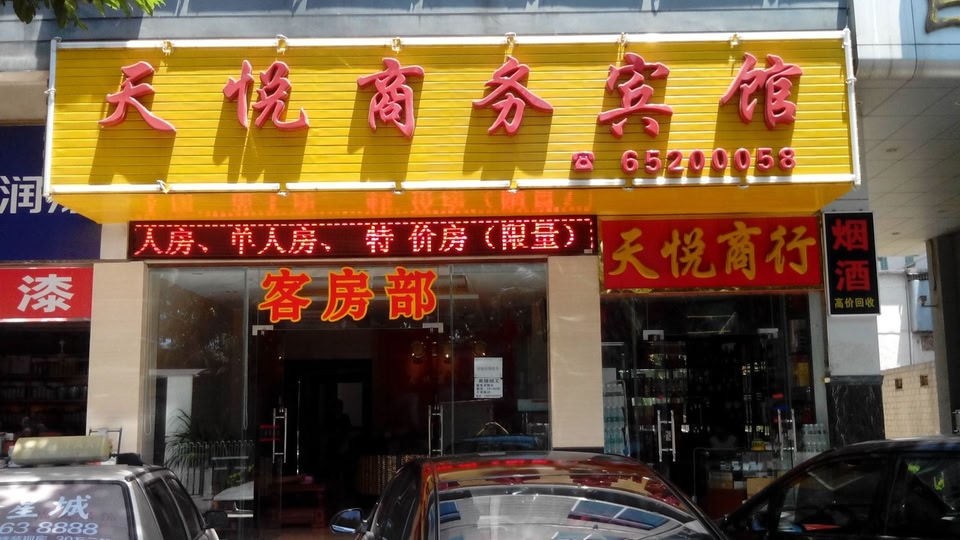 天悦商务宾馆
☎ 65200058
人房、单人房、 特 价房(限量)
天悦商行
烟
酒
高价回收
客房部
润
漆
星城
63 8888